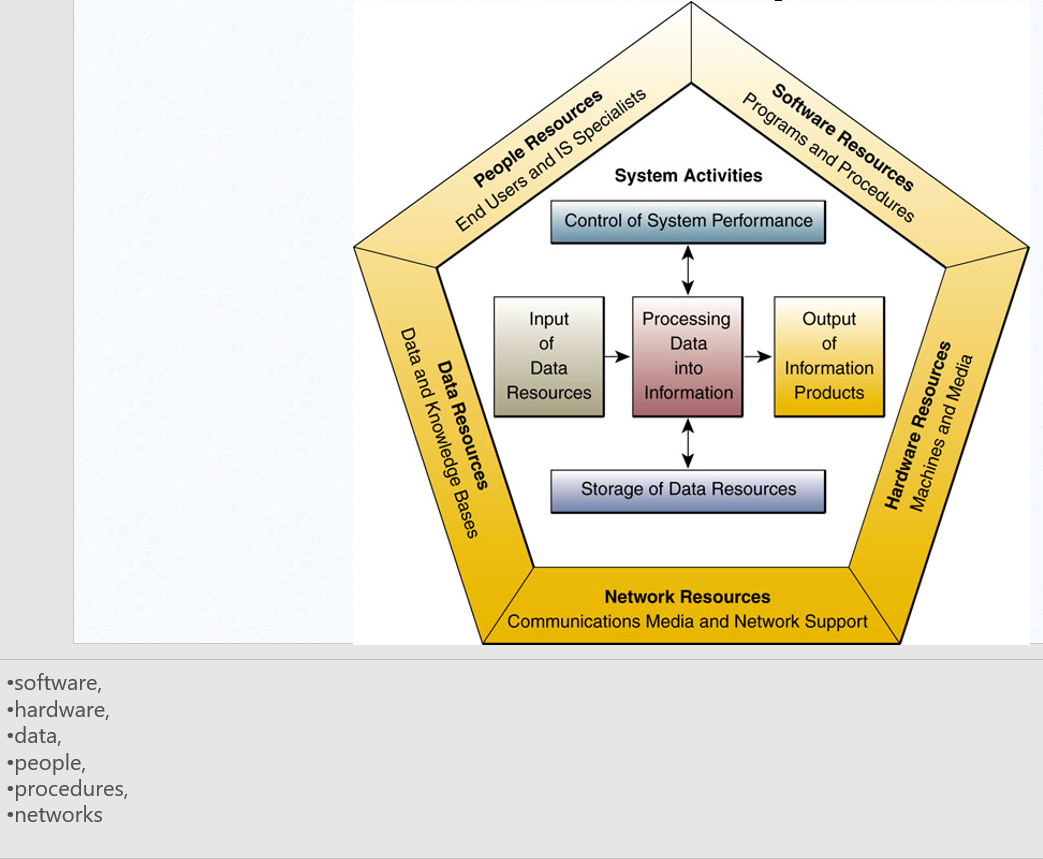 People Resources
End Users and IS Specialists
Software Resources
Programs and Procedures
System Activities
Control of System Performance
Input
of
Data
Resources
Processing
Data
into
Information
Output
of
Information
Products
Storage of Data Resources
Data Resources
Data and Knowledge Bases
Hardware Resources
Machines and Media
Network Resources
Communications Media and Network Support
•software,
•hardware,
•data,
•people,
•procedures,
•networks